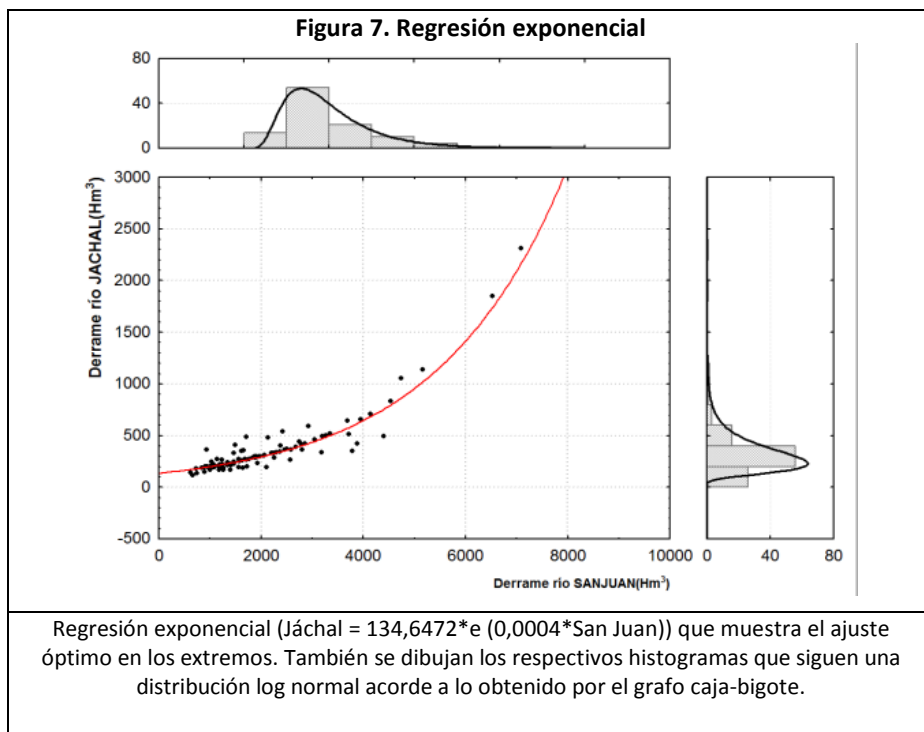 Figura 7. Regresión exponencial
80
40
0
3000
2500
2000
1500
1000
500
0
-500
Derrame río JACHAL(Hm³)
0 2000 4000 6000 8000 10000
Derrame río SANJUAN(Hm³)
0 40 80
Regresión exponencial (Jáchal = 134,6472*e (0,0004*San Juan)) que muestra el ajuste
óptimo en los extremos. También se dibujan los respectivos histogramas que siguen una
distribución log normal acorde a lo obtenido por el grafo caja-bigote.